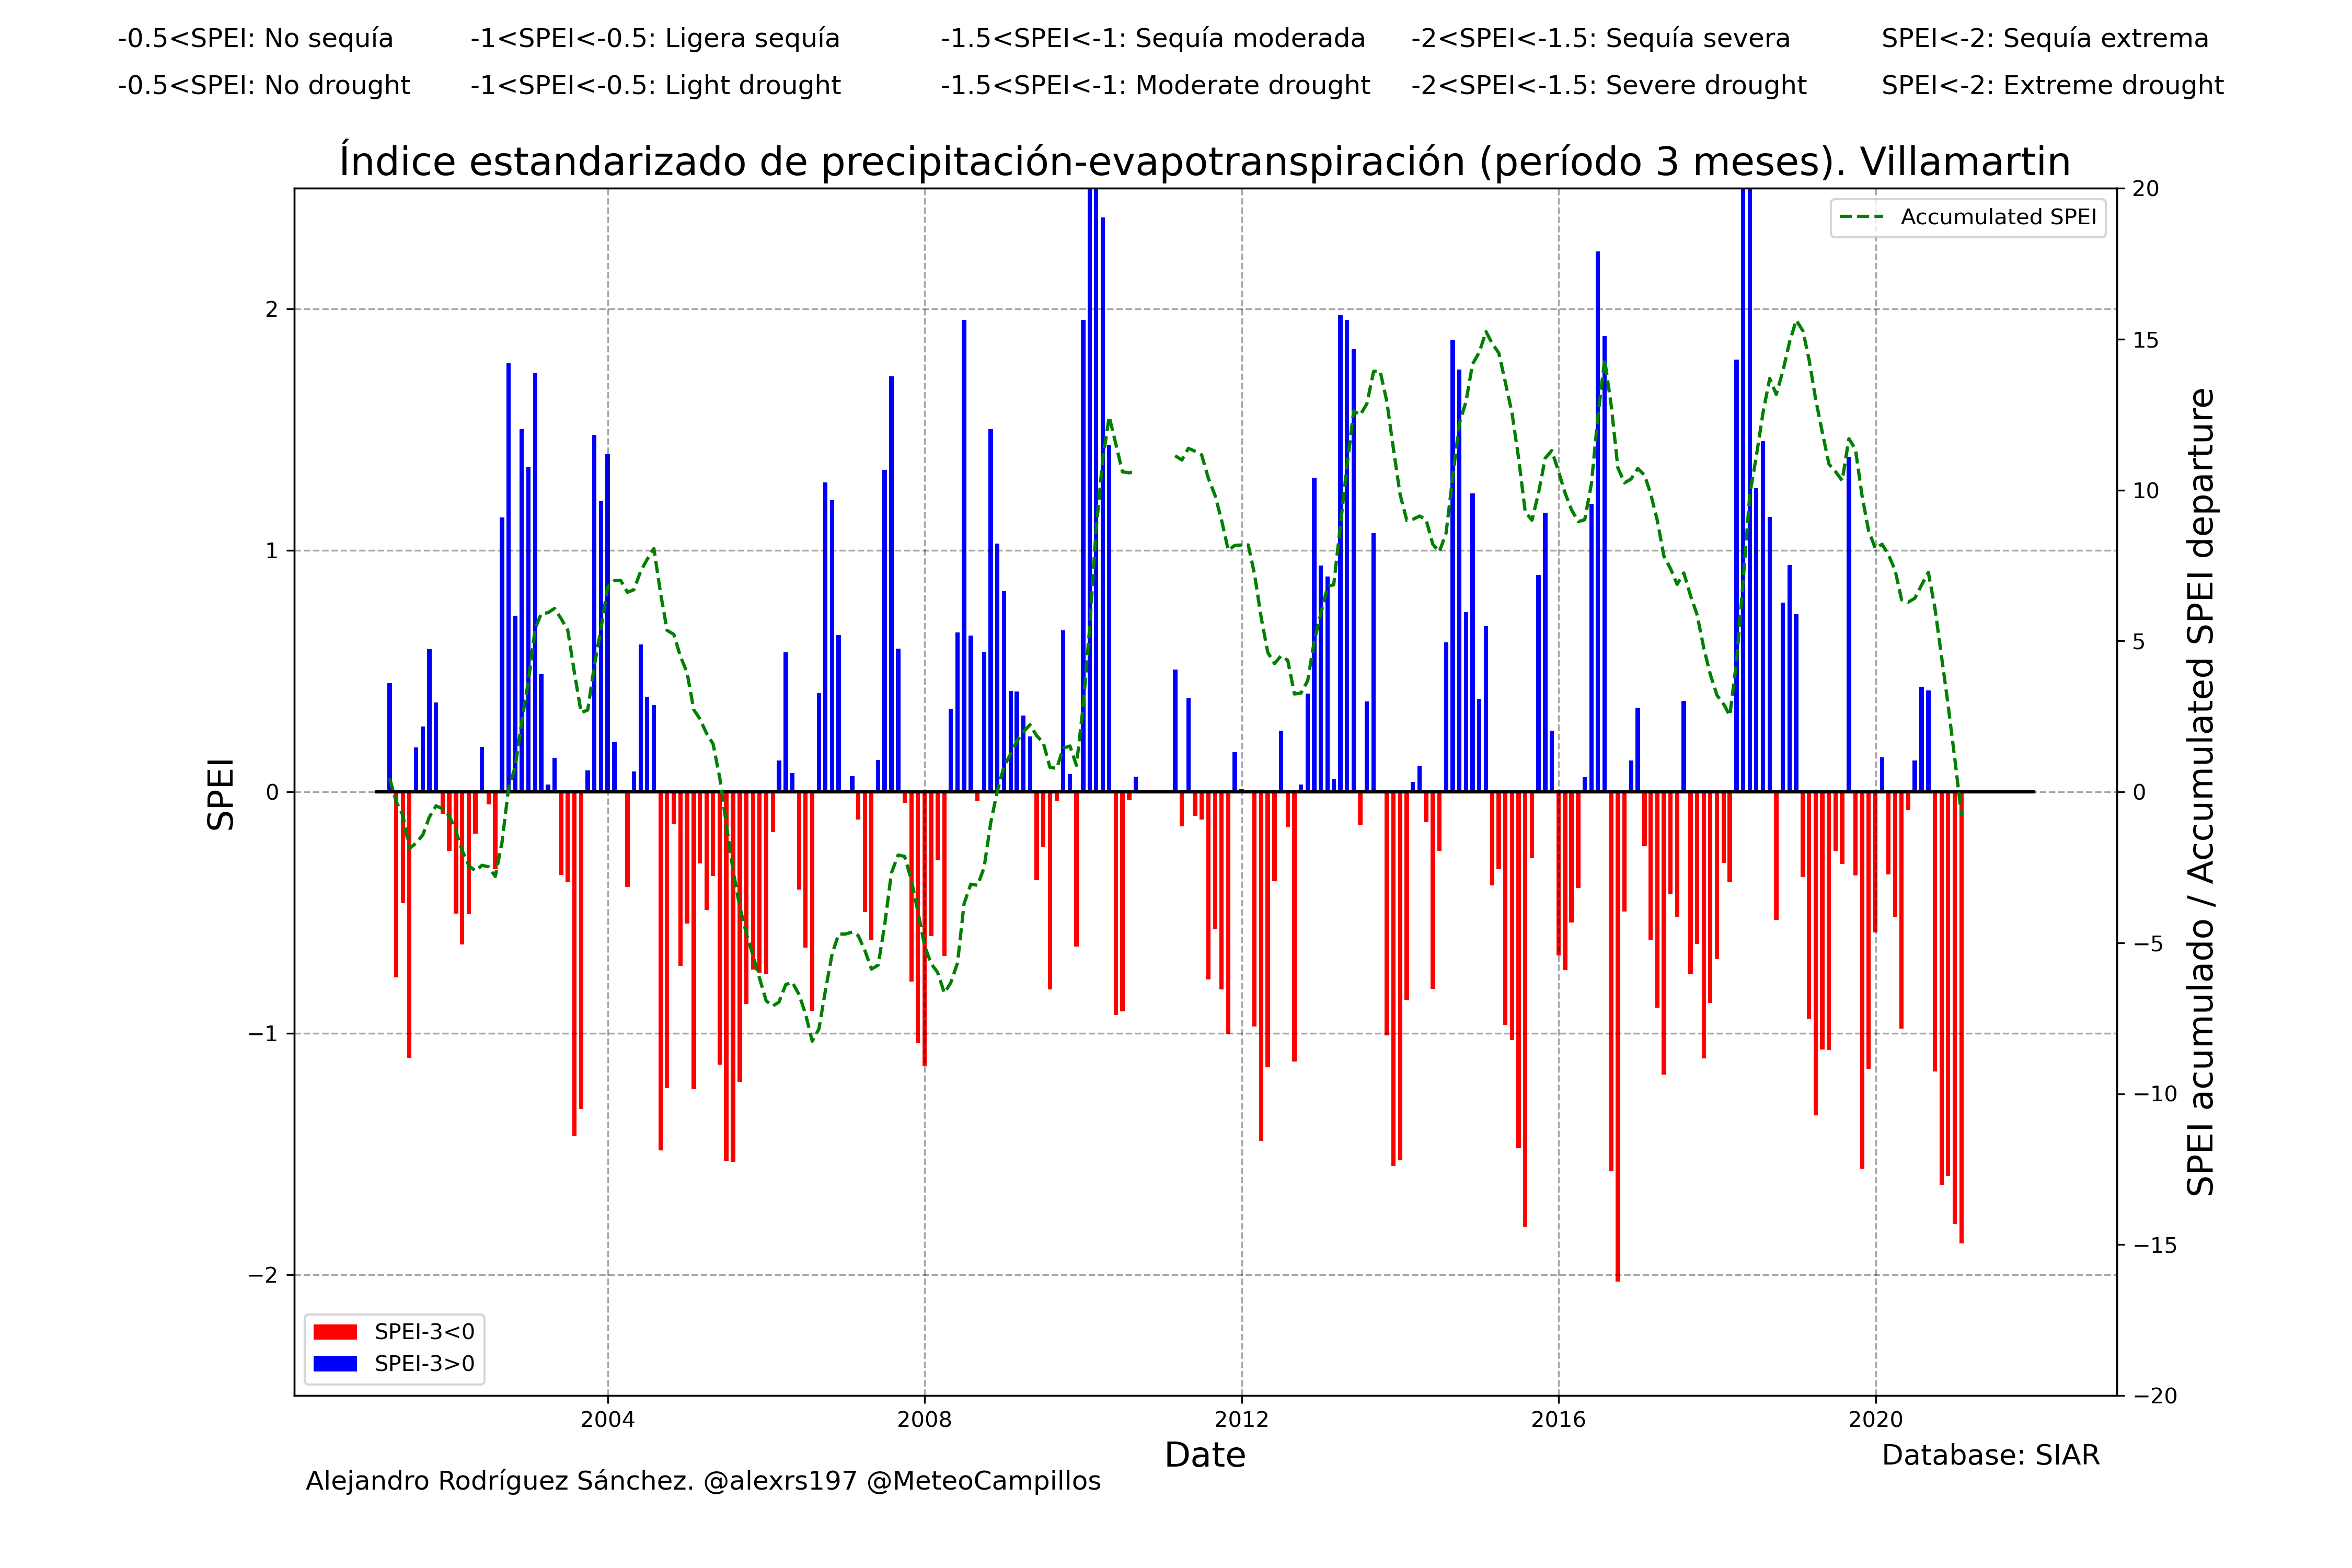 -0.5<SPEI: No sequía
-1<SPEI<-0.5: Ligera sequía
-1.5<SPEI<-1: Sequía moderada
-2<SPEI<-1.5: Sequía severa
SPEI<-2: Sequía extrema
-0.5<SPEI: No drought
-1<SPEI<-0.5: Light drought
-1.5<SPEI<-1: Moderate drought
-2<SPEI<-1.5: Severe drought
SPEI<-2: Extreme drought
Índice estandarizado de precipitación-evapotranspiración (período 3 meses). Villamartin
Accumulated SPEI
SPEI
2
1
0
−1
−2
20
15
10
5
0
−5
−10
−15
−20
SPEI acumulado / Accumulated SPEI departure
SPEI-3<0
SPEI-3>0
2004
2008
2012
2016
2020
Date
Database: SIAR
Alejandro Rodríguez Sánchez. @alexrs197 @MeteoCampillos